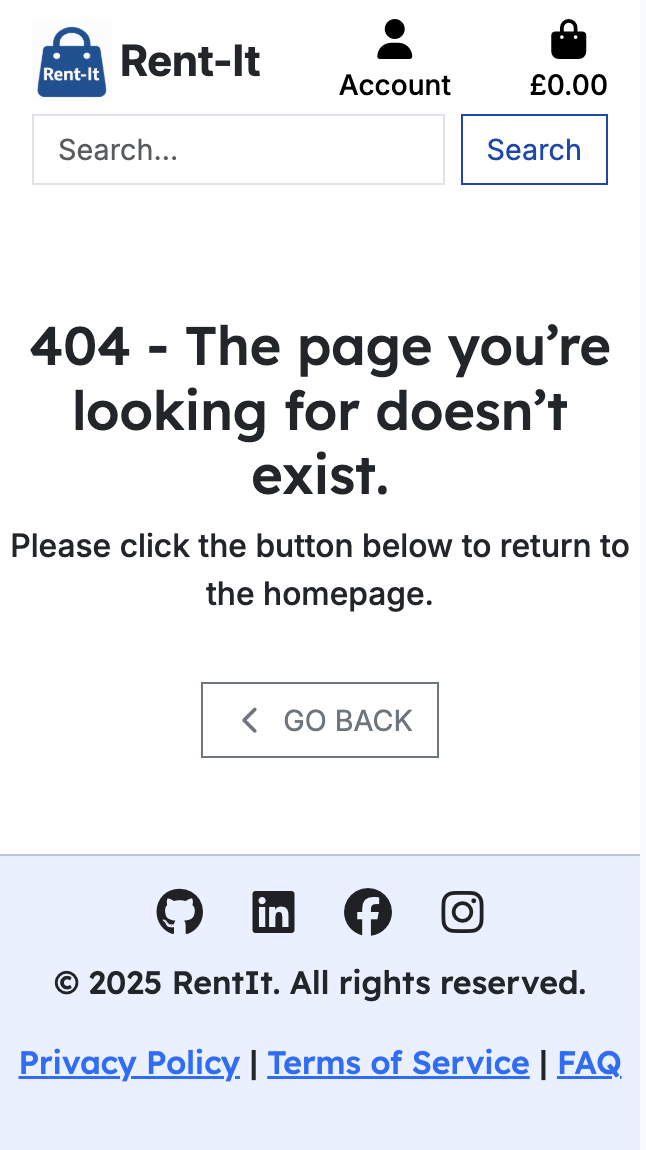 Rent-It
Rent-It
Account
£0.00
Search...
Search
404 - The page you’re
looking for doesn’t
exist.
Please click the button below to return to
the homepage.
GO BACK
© 2025 RentIt. All rights reserved.
Privacy Policy | Terms of Service | FAQ